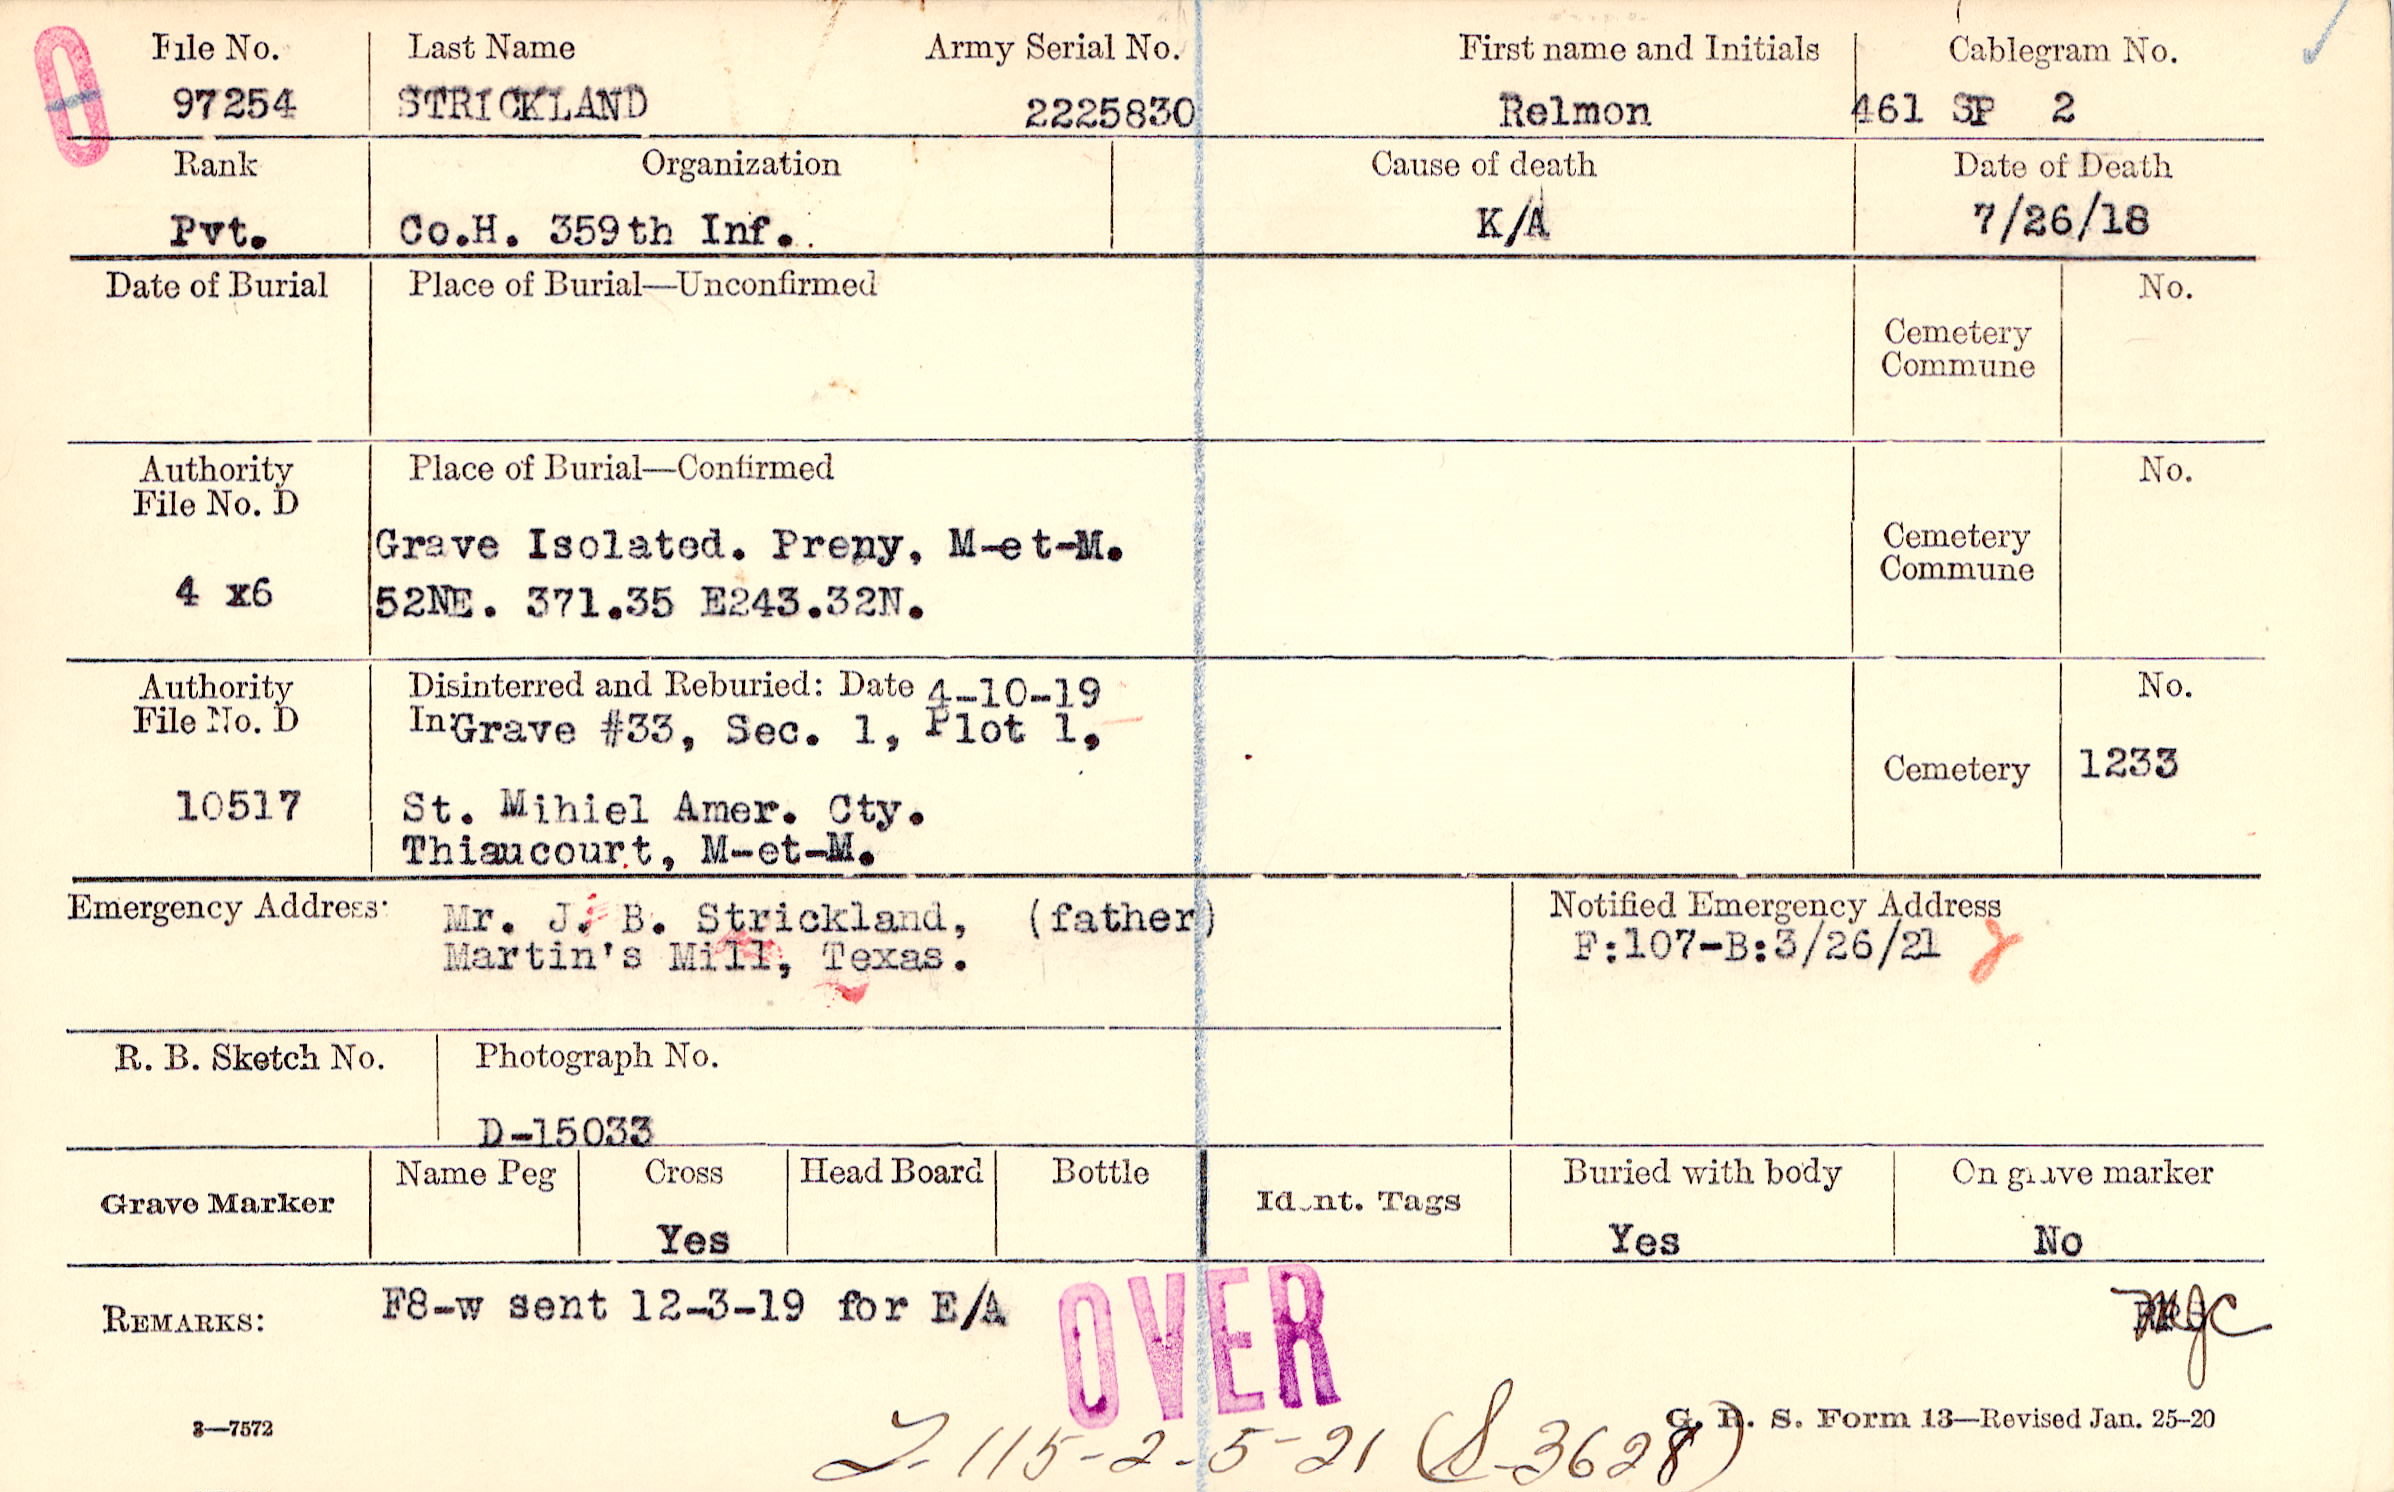 File No. Last Name Army Serial No. First name and Initials Cablegram No.
97254 STRICKLAND 2225830 Relmon 461 SP 2
Rank Organization Cause of death Date of Death
Pvt. Co.H. 359th Inf. K/A 7/26/18
Date of Burial Place of Burial—Unconfirmed No.
Cemetery
Commune
Authority Place of Burial—Confirmed No.
File No. D
Grave Isolated. Preny, M-et-M. Cemetery
Commune
4 x6 52NE. 371.35 E243.32N.
Authority Disinterred and Reburied: Date 4-10-19 No.
File No. D In Grave #33, Sec. 1, Plot 1,
Cemetery 1233
10517 St. Mihiel Amer. Cty.
Thiaucourt, M-et-M.
Emergency Address: Mr. J. B. Strickland, (father) Notified Emergency Address
Martin's Mill, Texas. F:107-B:3/26/21
R. B. Sketch No. Photograph No.
D-15033
Grave Marker Name Peg Cross Head Board Bottle Ident. Tags Buried with body On grave marker
Yes Yes No
REMARKS: F8-w sent 12-3-19 for E/A
OVER
3—7572 G. R. S. Form 13—Revised Jan. 25-20
115-2-5-21 (S-3628)